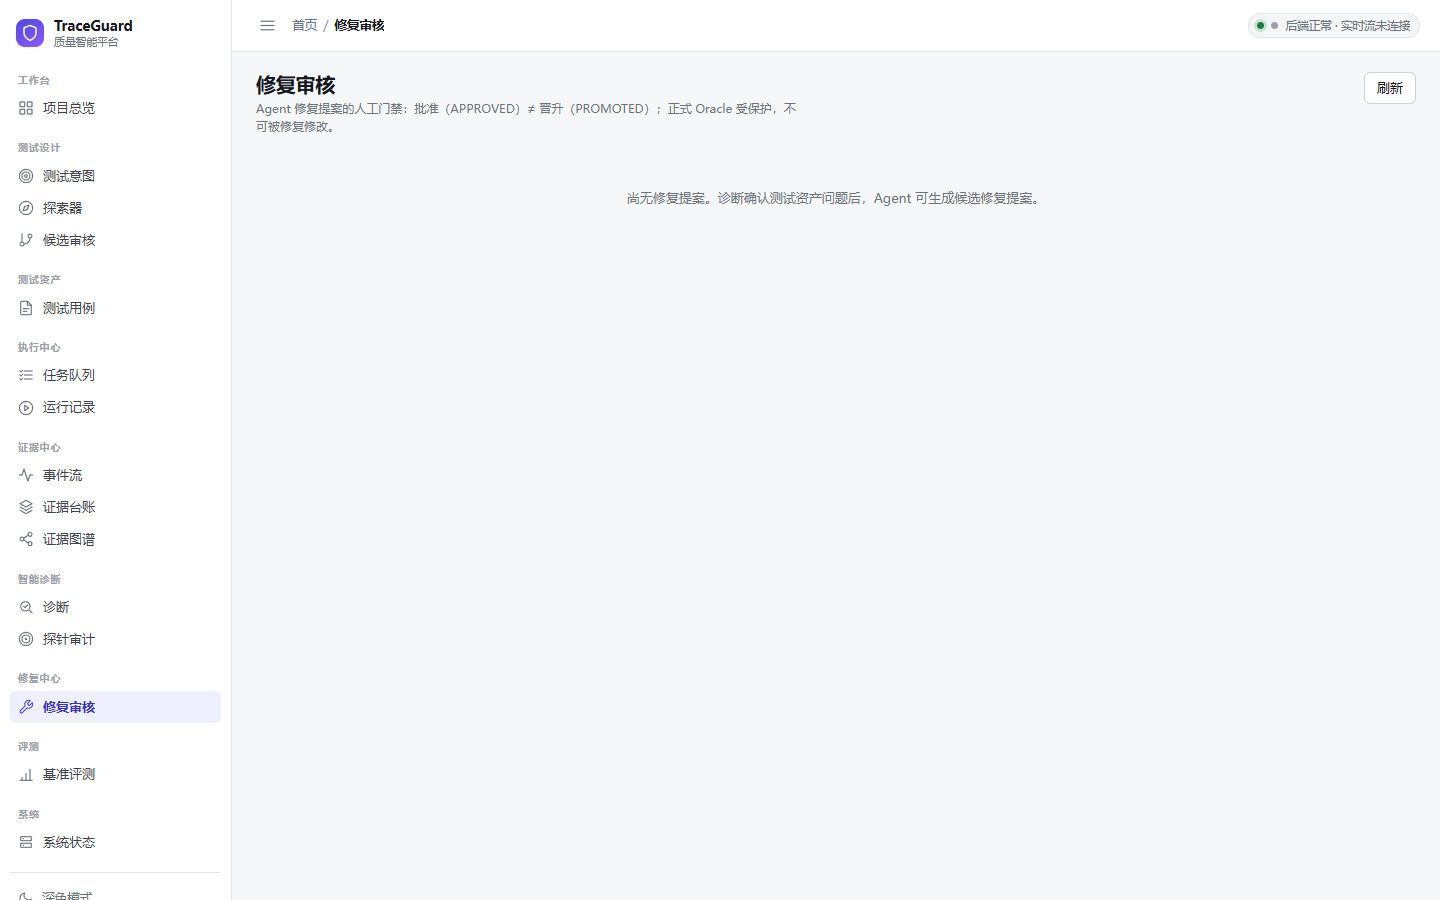 TraceGuard
质量智能平台
工作台
项目总览
测试设计
测试意图
探索器
候选审核
测试资产
测试用例
执行中心
任务队列
运行记录
证据中心
事件流
证据台账
证据图谱
智能诊断
诊断
探针审计
修复中心
修复审核
评测
基准评测
系统
系统状态
深色模式
首页 / 修复审核
后端正常 · 实时流未连接
修复审核
刷新
Agent 修复提案的人工门禁：批准（APPROVED）≠ 晋升（PROMOTED）；正式 Oracle 受保护，不
可被修复修改。
尚无修复提案。诊断确认测试资产问题后，Agent 可生成候选修复提案。